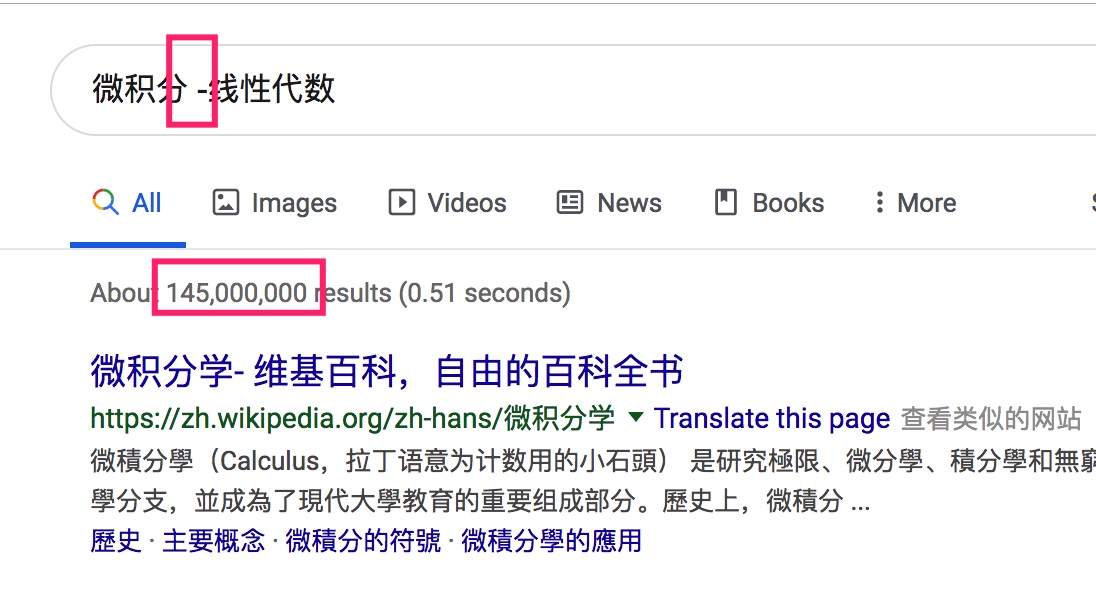 微积分 -线性代数
All Images Videos News Books More
About 145,000,000 results (0.51 seconds)
微积分学- 维基百科，自由的百科全书
https://zh.wikipedia.org/zh-hans/微积分学 ▼ Translate this page 查看类似的网站
微積分學（Calculus，拉丁语意为计数用的小石頭） 是研究極限、微分學、積分學和無窮
學分支，並成為了現代大學教育的重要组成部分。歷史上，微積分 ...
歷史 · 主要概念 · 微積分的符號 · 微積分學的應用